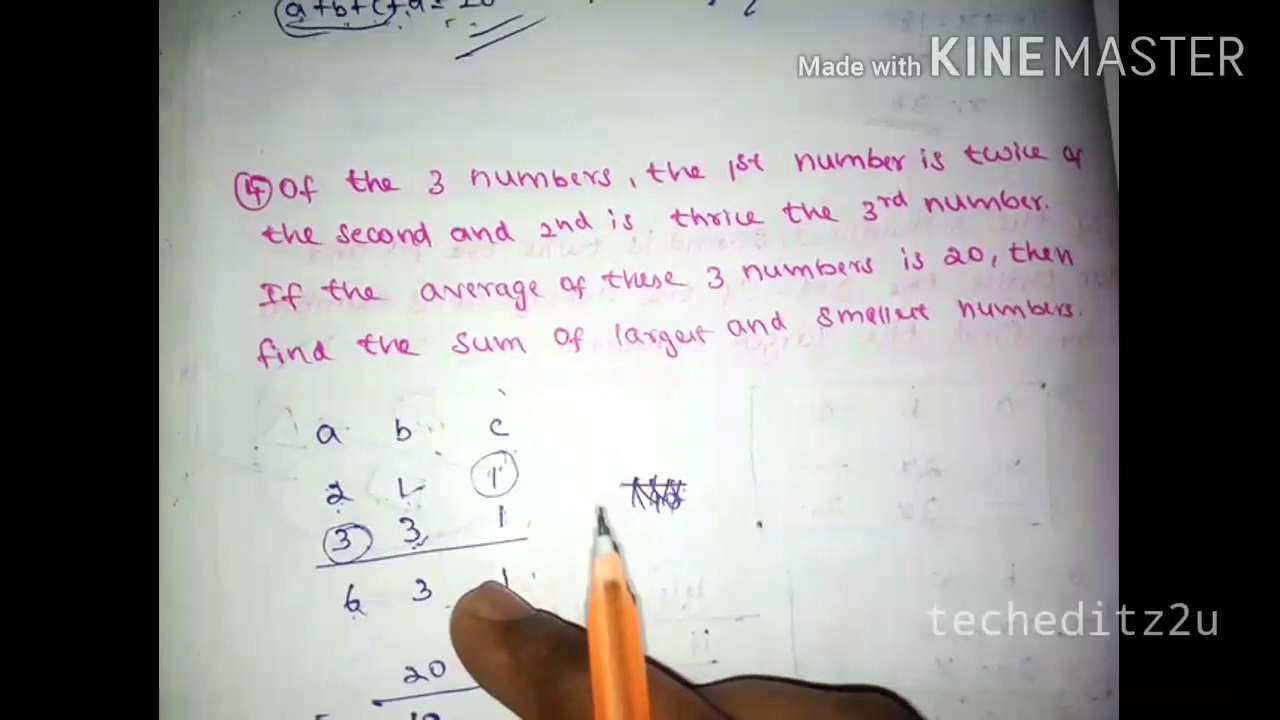 (a+b+c)+d=
Made with KINEMASTER
④ Of the 3 numbers, the 1st number is twice of
the second and 2nd is thrice the 3rd number.
If the average of these 3 numbers is 20, then
find the sum of largest and smallest numbers.
a b c
2 1 1
3 3 1
6 3 1
20
techeditz2u